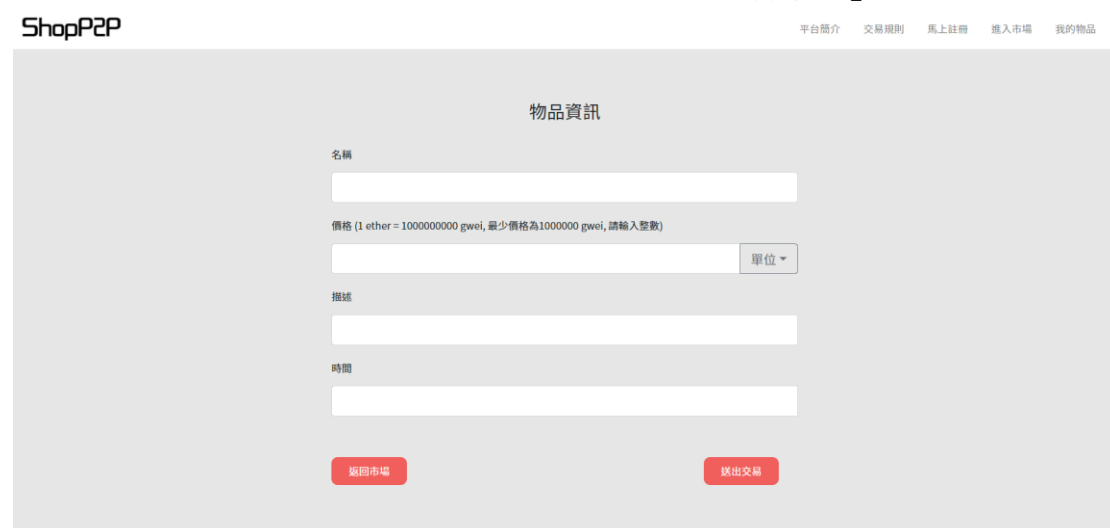 ShopP2P
平台簡介 交易規則 馬上註冊 進入市場 我的物品
物品資訊
名稱
價格 (1 ether = 1000000000 gwei, 最少價格為1000000 gwei, 請輸入整數)
單位
描述
時間
返回市場 送出交易